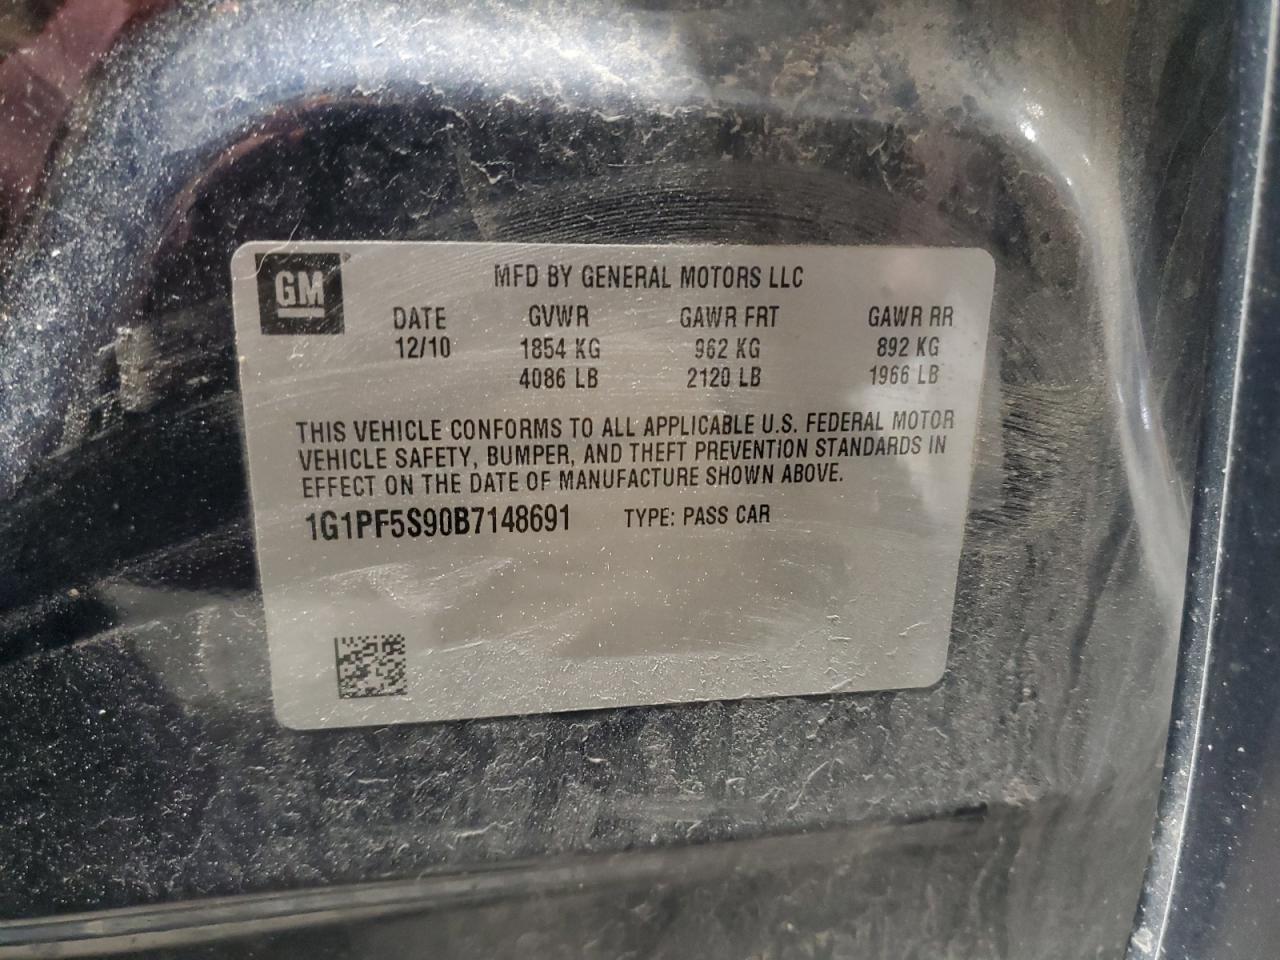 GM
MFD BY GENERAL MOTORS LLC
DATE GVWR GAWR FRT GAWR RR
12/10 1854 KG 962 KG 892 KG
4086 LB 2120 LB 1966 LB
THIS VEHICLE CONFORMS TO ALL APPLICABLE U.S. FEDERAL MOTOR
VEHICLE SAFETY, BUMPER, AND THEFT PREVENTION STANDARDS IN
EFFECT ON THE DATE OF MANUFACTURE SHOWN ABOVE.
1G1PF5S90B7148691 TYPE: PASS CAR